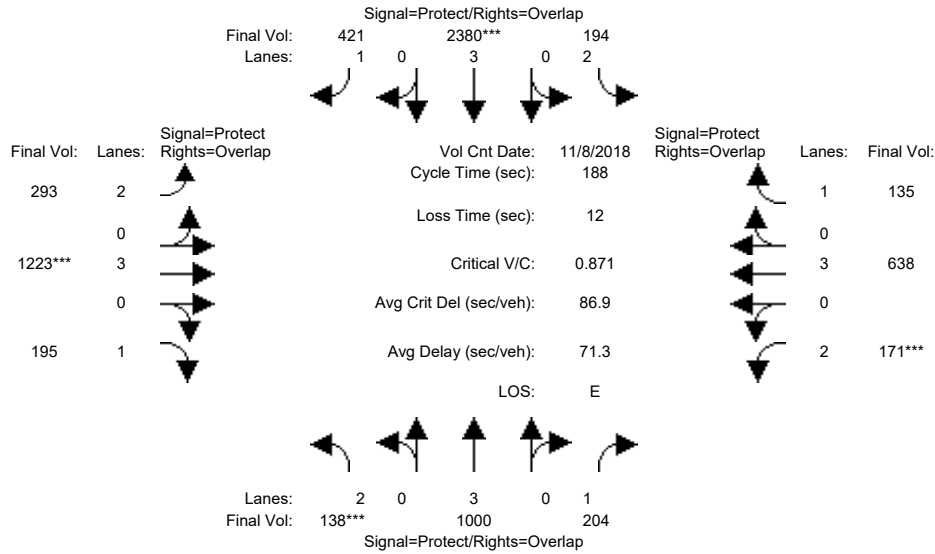 Signal=Protect/Rights=Overlap
Final Vol: 421 2380*** 194
Lanes: 1 0 3 0 2
Signal=Protect
Final Vol: Lanes: Rights=Overlap
Vol Cnt Date: 11/8/2018
Signal=Protect
Rights=Overlap Lanes: Final Vol:
Cycle Time (sec): 188
293 2
1 135
Loss Time (sec): 12
0
0
1223*** 3
Critical V/C: 0.871
3 638
0
Avg Crit Del (sec/veh): 86.9
0
195 1
Avg Delay (sec/veh): 71.3
2 171***
LOS: E
Lanes: 2 0 3 0 1
Final Vol: 138*** 1000 204
Signal=Protect/Rights=Overlap